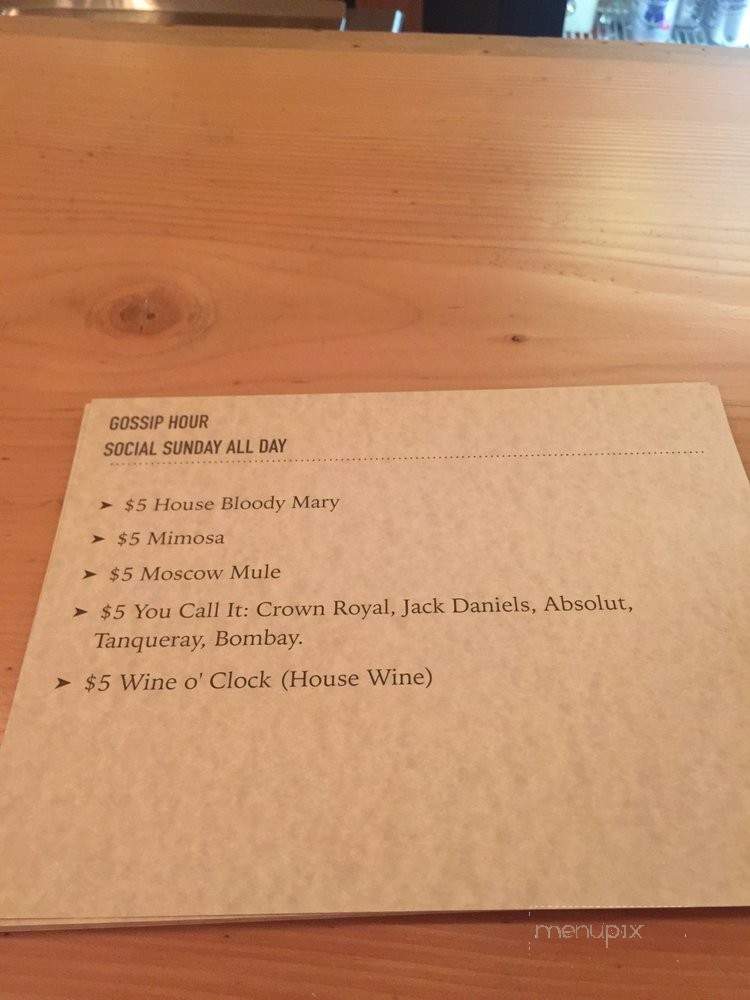 GOSSIP HOUR
SOCIAL SUNDAY ALL DAY
➤ $5 House Bloody Mary
➤ $5 Mimosa
➤ $5 Moscow Mule
➤ $5 You Call It: Crown Royal, Jack Daniels, Absolut,
Tanqueray, Bombay.
➤ $5 Wine o' Clock (House Wine)
menupix